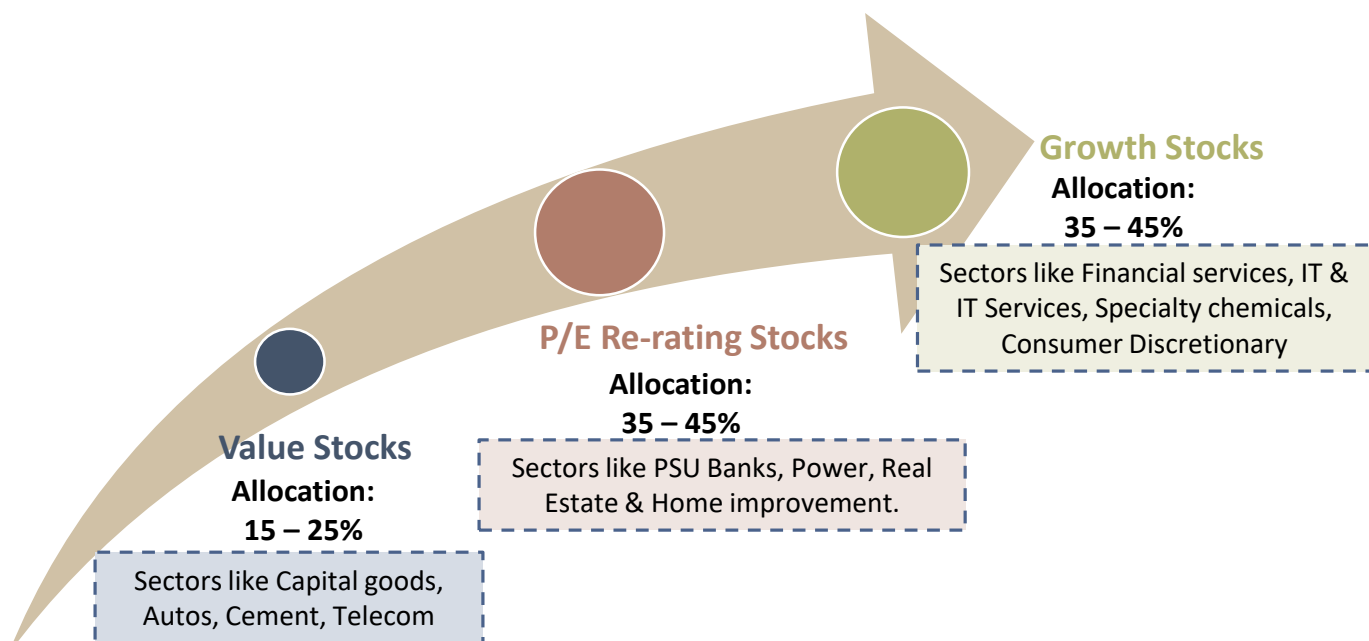 Growth Stocks
Allocation:
35 – 45%
Sectors like Financial services, IT &
IT Services, Specialty chemicals,
Consumer Discretionary
P/E Re-rating Stocks
Allocation:
35 – 45%
Sectors like PSU Banks, Power, Real
Estate & Home improvement.
Value Stocks
Allocation:
15 – 25%
Sectors like Capital goods,
Autos, Cement, Telecom